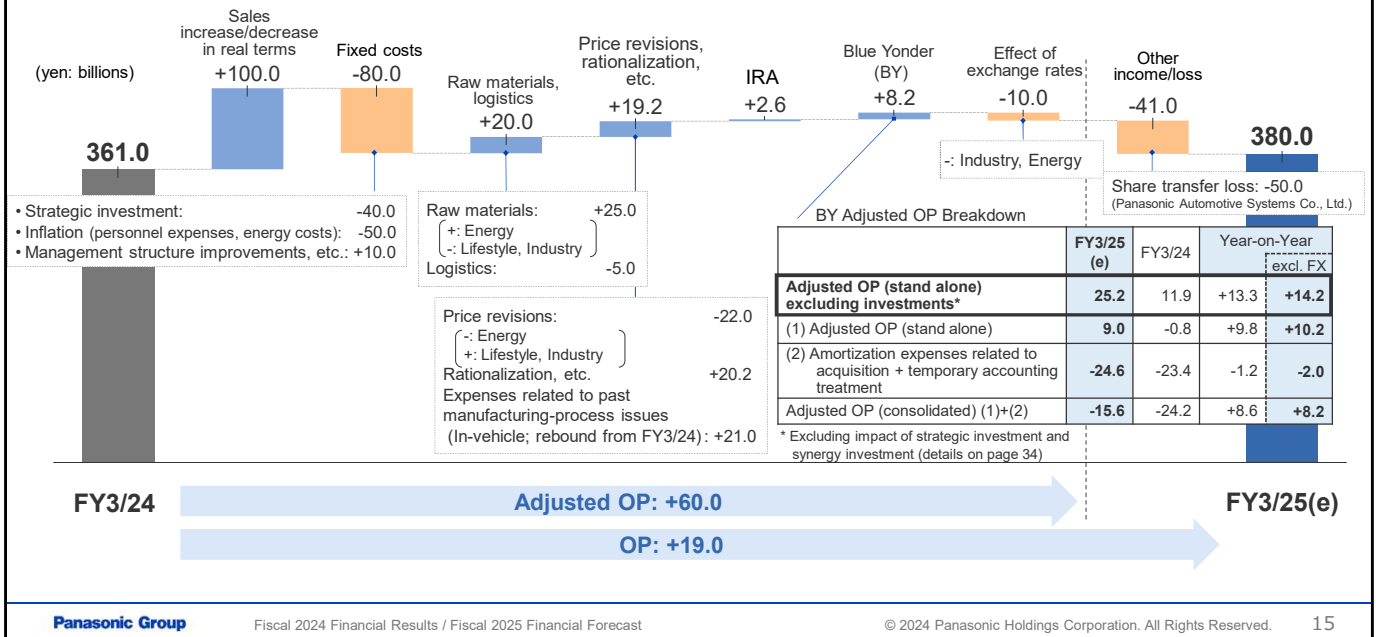 (yen: billions)
361.0
Sales
increase/decrease
in real terms
+100.0
Fixed costs
-80.0
Raw materials,
logistics
+20.0
Price revisions,
rationalization,
etc.
+19.2
IRA
+2.6
Blue Yonder
(BY)
+8.2
Effect of
exchange rates
-10.0
Other
income/loss
-41.0
380.0
• Strategic investment: -40.0
• Inflation (personnel expenses, energy costs): -50.0
• Management structure improvements, etc.: +10.0
Raw materials: +25.0
+: Energy
-: Lifestyle, Industry
Logistics: -5.0
Price revisions: -22.0
-: Energy
+: Lifestyle, Industry
Rationalization, etc. +20.2
Expenses related to past
manufacturing-process issues
(In-vehicle; rebound from FY3/24) : +21.0
-: Industry, Energy
Share transfer loss: -50.0
(Panasonic Automotive Systems Co., Ltd.)
BY Adjusted OP Breakdown
FY3/25
(e)
FY3/24
Year-on-Year
excl. FX
Adjusted OP (stand alone)
excluding investments*
25.2 11.9 +13.3 +14.2
(1) Adjusted OP (stand alone) 9.0 -0.8 +9.8 +10.2
(2) Amortization expenses related to
acquisition + temporary accounting
treatment
-24.6 -23.4 -1.2 -2.0
Adjusted OP (consolidated) (1)+(2) -15.6 -24.2 +8.6 +8.2
* Excluding impact of strategic investment and
synergy investment (details on page 34)
FY3/24
Adjusted OP: +60.0
FY3/25(e)
OP: +19.0
Panasonic Group
Fiscal 2024 Financial Results / Fiscal 2025 Financial Forecast
© 2024 Panasonic Holdings Corporation. All Rights Reserved.
15